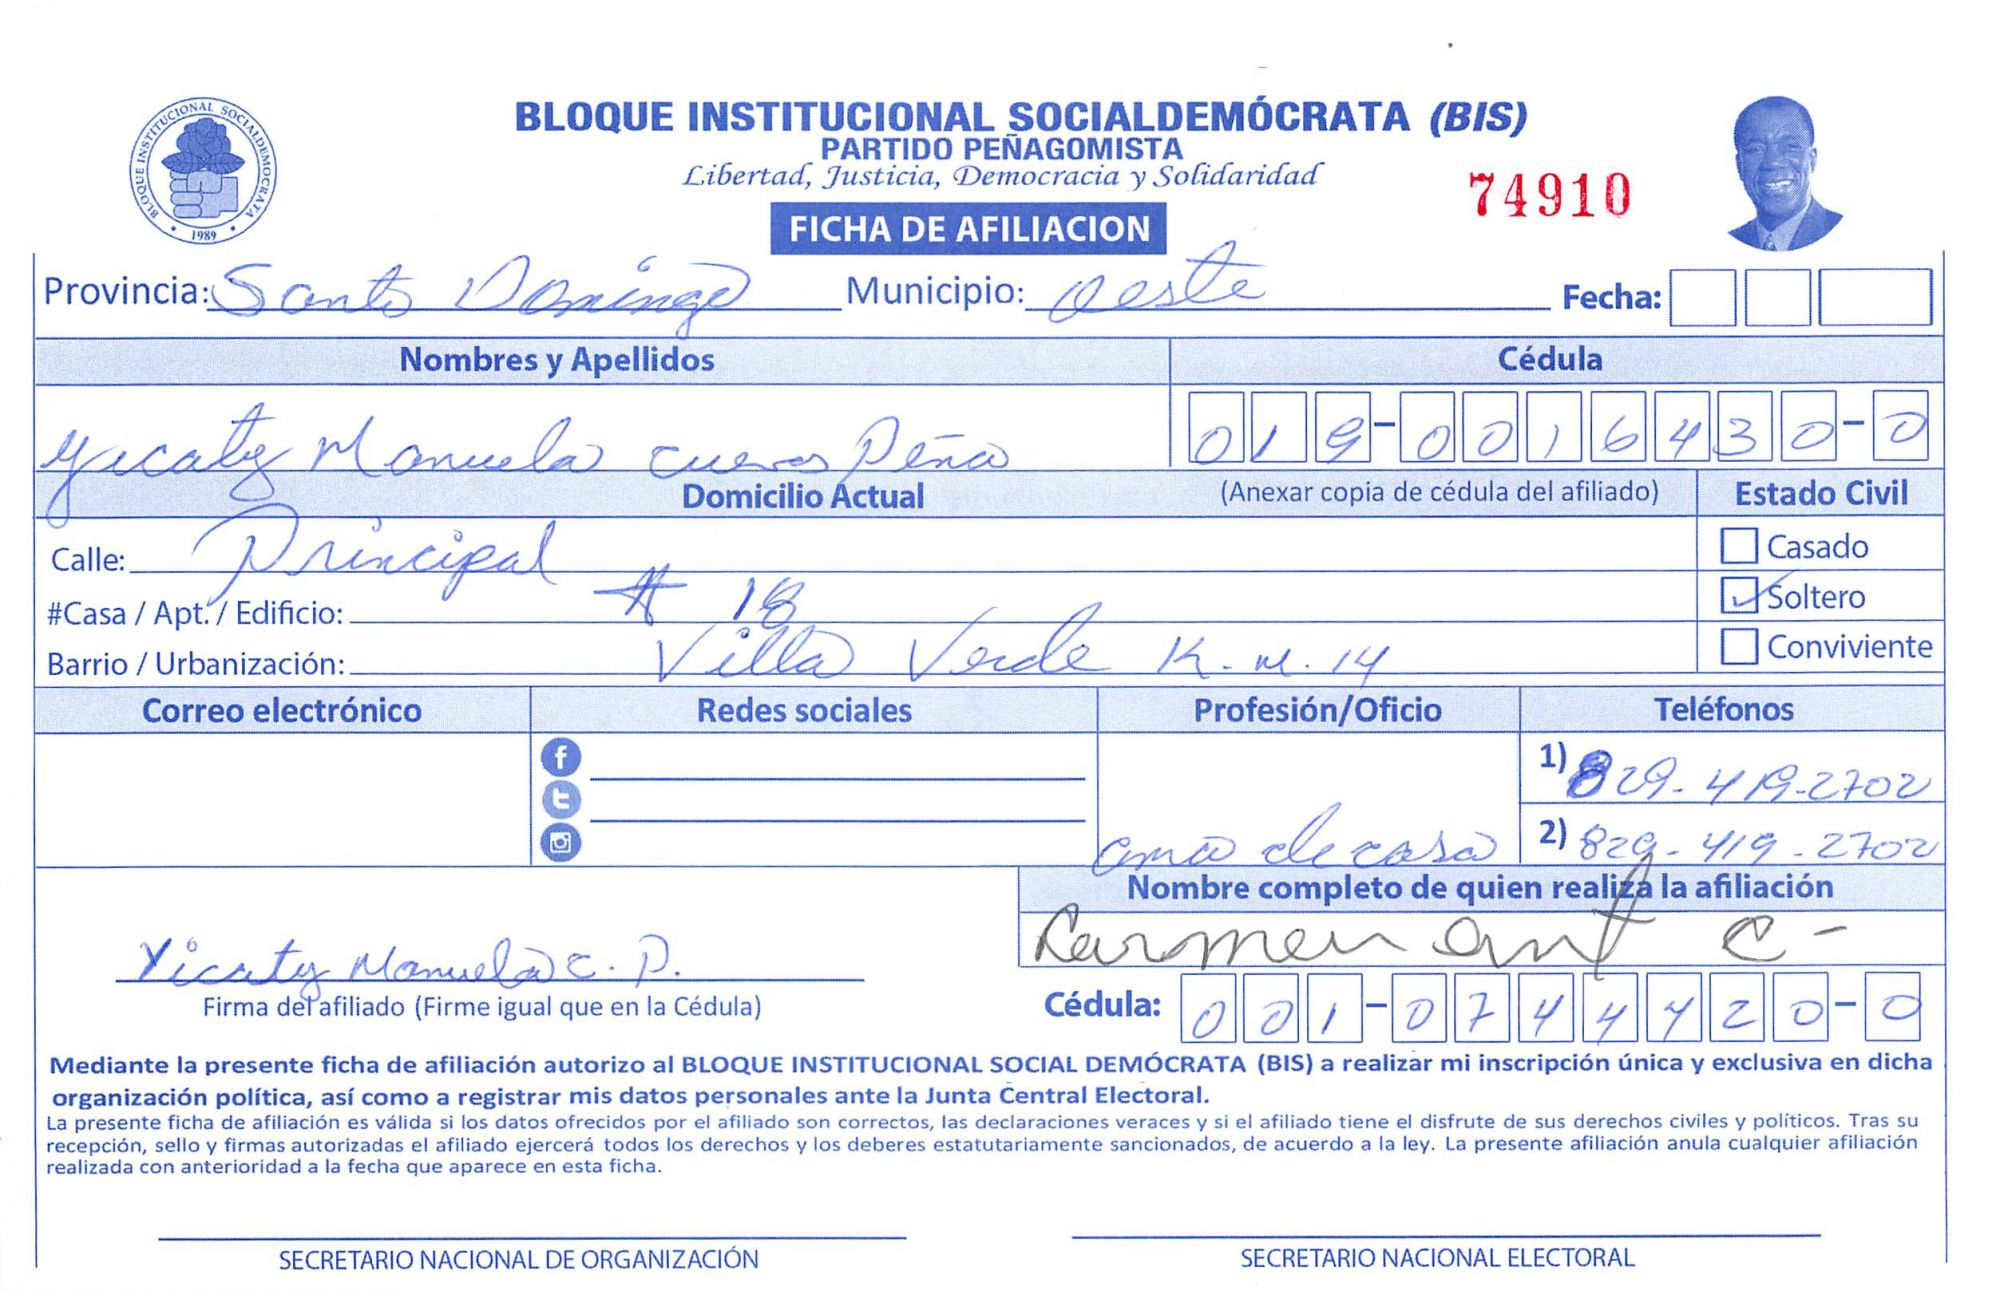 BLOQUE INSTITUCIONAL SOCIALDEMOCRATA
1989
BLOQUE INSTITUCIONAL SOCIALDEMÓCRATA (BIS)
PARTIDO PEÑAGOMISTA
Libertad, Justicia, Democracia y Solidaridad
74910
FICHA DE AFILIACION
Provincia: Santo Domingo Municipio: oeste Fecha:
Nombres y Apellidos Cédula
Yicaty Manuela cuevas Peña 019-0016430-0
Domicilio Actual (Anexar copia de cédula del afiliado) Estado Civil
Calle: Principal Casado
#Casa / Apt. / Edificio: # 18 Soltero
Barrio / Urbanización: Villa Verde K.M. 14 Conviviente
Correo electrónico Redes sociales Profesión/Oficio Teléfonos
1) 829-419-2702
ama de casa 2) 829-419-2702
Nombre completo de quien realiza la afiliación
Carmen ant C-
Yicaty Manuela C. P.
Firma del afiliado (Firme igual que en la Cédula) Cédula: 001-0744420-0
Mediante la presente ficha de afiliación autorizo al BLOQUE INSTITUCIONAL SOCIAL DEMÓCRATA (BIS) a realizar mi inscripción única y exclusiva en dicha
organización política, así como a registrar mis datos personales ante la Junta Central Electoral.
La presente ficha de afiliación es válida si los datos ofrecidos por el afiliado son correctos, las declaraciones veraces y si el afiliado tiene el disfrute de sus derechos civiles y políticos. Tras su
recepción, sello y firmas autorizadas el afiliado ejercerá todos los derechos y los deberes estatutariamente sancionados, de acuerdo a la ley. La presente afiliación anula cualquier afiliación
realizada con anterioridad a la fecha que aparece en esta ficha.
SECRETARIO NACIONAL DE ORGANIZACIÓN SECRETARIO NACIONAL ELECTORAL